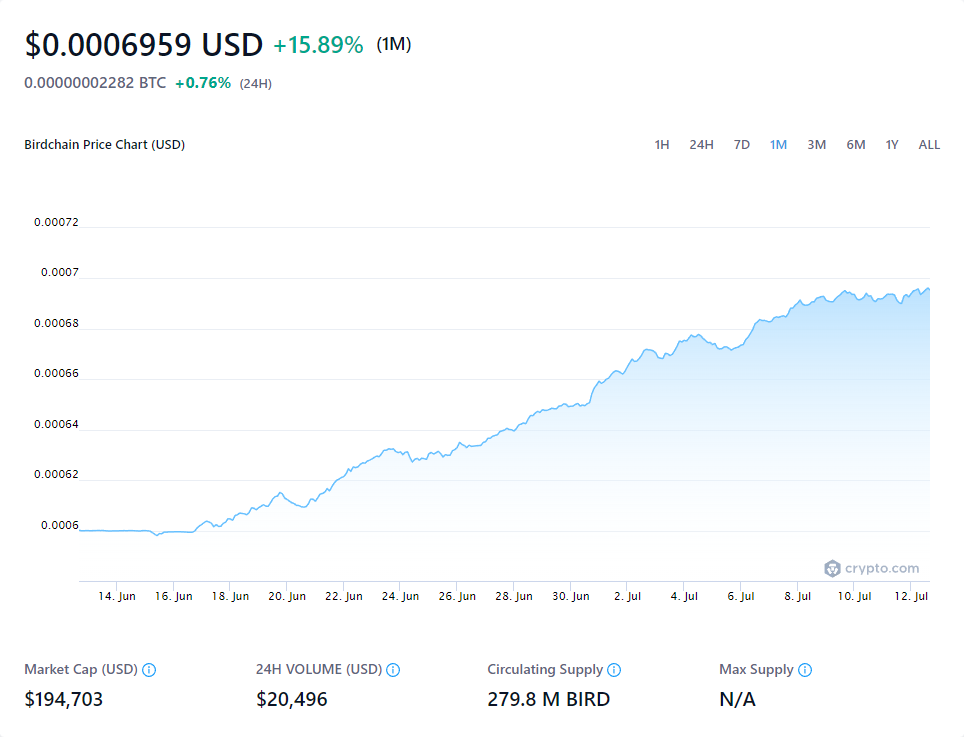 $0.0006959 USD +15.89% (1M)
0.00000002282 BTC +0.76% (24H)
Birdchain Price Chart (USD) 1H 24H 7D 1M 3M 6M 1Y ALL
0.00072
0.0007
0.00068
0.00066
0.00064
0.00062
0.0006
crypto.com
14. Jun 16. Jun 18. Jun 20. Jun 22. Jun 24. Jun 26. Jun 28. Jun 30. Jun 2. Jul 4. Jul 6. Jul 8. Jul 10. Jul 12. Jul
Market Cap (USD) 24H VOLUME (USD) Circulating Supply Max Supply
$194,703 $20,496 279.8 M BIRD N/A